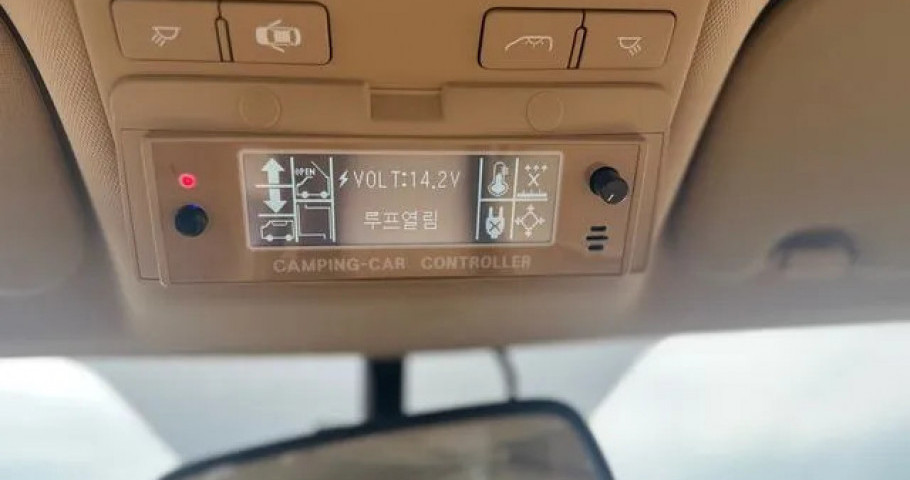 OPEN
VOLT:14.2V
루프열림
CAMPING-CAR CONTROLLER